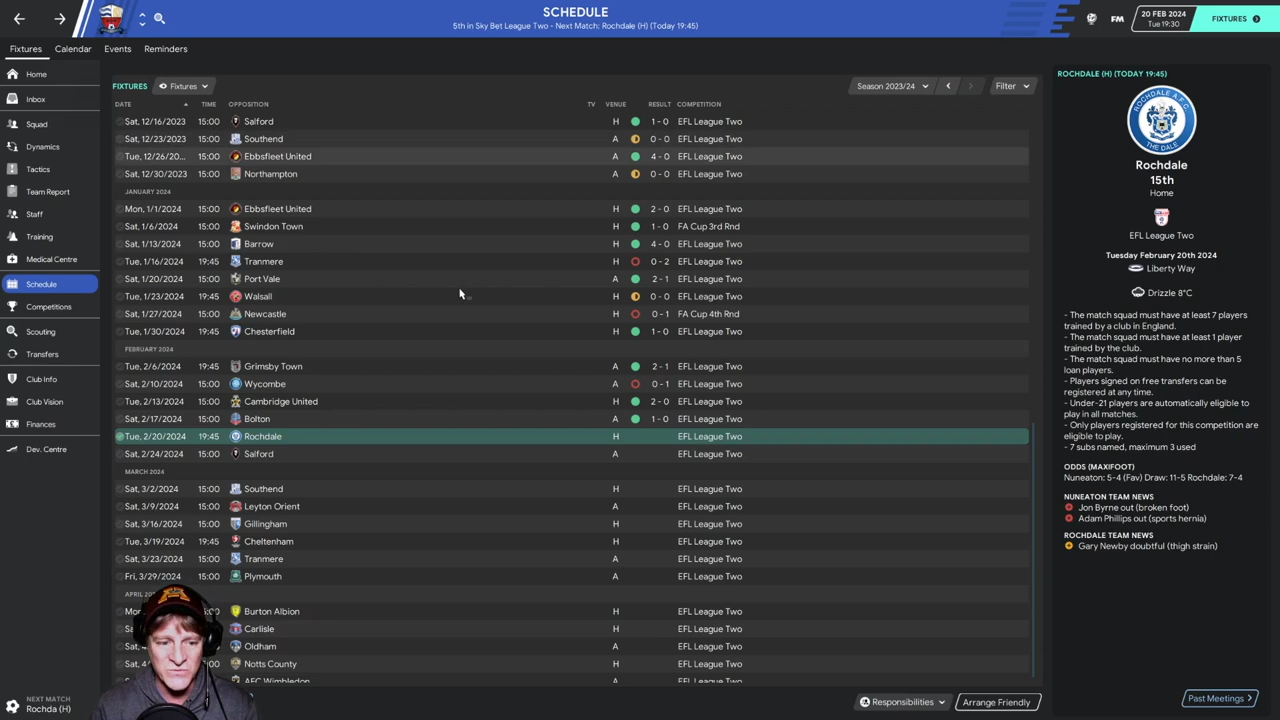 SCHEDULE
5th in Sky Bet League Two - Next Match: Rochdale (H) (Today 19:45)
FM
20 FEB 2024
Tue 19:30
FIXTURES
Fixtures Calendar Events Reminders
Home
Inbox
Squad
Dynamics
Tactics
Team Report
Staff
Training
Medical Centre
Schedule
Competitions
Scouting
Transfers
Club Info
Club Vision
Finances
Dev. Centre
NEXT MATCH
Rochda (H)
FIXTURES Fixtures Season 2023/24 Filter
DATE TIME OPPOSITION TV VENUE RESULT COMPETITION
Sat, 12/16/2023 15:00 Salford H 1 - 0 EFL League Two
Sat, 12/23/2023 15:00 Southend A 0 - 0 EFL League Two
Tue, 12/26/20... 15:00 Ebbsfleet United A 4 - 0 EFL League Two
Sat, 12/30/2023 15:00 Northampton A 0 - 0 EFL League Two
JANUARY 2024
Mon, 1/1/2024 15:00 Ebbsfleet United H 2 - 0 EFL League Two
Sat, 1/6/2024 15:00 Swindon Town H 1 - 0 FA Cup 3rd Rnd
Sat, 1/13/2024 15:00 Barrow H 4 - 0 EFL League Two
Tue, 1/16/2024 19:45 Tranmere H 0 - 2 EFL League Two
Sat, 1/20/2024 15:00 Port Vale A 2 - 1 EFL League Two
Tue, 1/23/2024 19:45 Walsall H 0 - 0 EFL League Two
Sat, 1/27/2024 15:00 Newcastle H 0 - 1 FA Cup 4th Rnd
Tue, 1/30/2024 19:45 Chesterfield H 1 - 0 EFL League Two
FEBRUARY 2024
Tue, 2/6/2024 19:45 Grimsby Town A 2 - 1 EFL League Two
Sat, 2/10/2024 15:00 Wycombe A 0 - 1 EFL League Two
Tue, 2/13/2024 19:45 Cambridge United H 2 - 0 EFL League Two
Sat, 2/17/2024 15:00 Bolton A 1 - 0 EFL League Two
Tue, 2/20/2024 19:45 Rochdale H EFL League Two
Sat, 2/24/2024 15:00 Salford A EFL League Two
MARCH 2024
Sat, 3/2/2024 15:00 Southend H EFL League Two
Sat, 3/9/2024 15:00 Leyton Orient A EFL League Two
Sat, 3/16/2024 15:00 Gillingham H EFL League Two
Tue, 3/19/2024 19:45 Cheltenham H EFL League Two
Sat, 3/23/2024 15:00 Tranmere A EFL League Two
Fri, 3/29/2024 15:00 Plymouth A EFL League Two
APRIL 20
Mo 5:00 Burton Albion H EFL League Two
Sat, :00 Carlisle H EFL League Two
Sat, 4 :00 Oldham A EFL League Two
Sat, 4/ :00 Notts County H EFL League Two
Sat, 4 AFC Wimbledon A EFL League Two
Responsibilities Arrange Friendly
ROCHDALE (H) (TODAY 19:45)
ROCHDALE A.F.C.
THE DALE
Rochdale
15th
Home
EFL League Two
Tuesday February 20th 2024
Liberty Way
Drizzle 8°C
- The match squad must have at least 7 players
trained by a club in England.
- The match squad must have at least 1 player
trained by the club.
- The match squad must have no more than 5
loan players.
- Players signed on free transfers can be
registered at any time.
- Under-21 players are automatically eligible to
play in all matches.
- Only players registered for this competition are
eligible to play.
- 7 subs named, maximum 3 used
ODDS (MAXIFOOT)
Nuneaton: 5-4 (Fav) Draw: 11-5 Rochdale: 7-4
NUNEATON TEAM NEWS
Jon Byrne out (broken foot)
Adam Phillips out (sports hernia)
ROCHDALE TEAM NEWS
Gary Newby doubtful (thigh strain)
Past Meetings